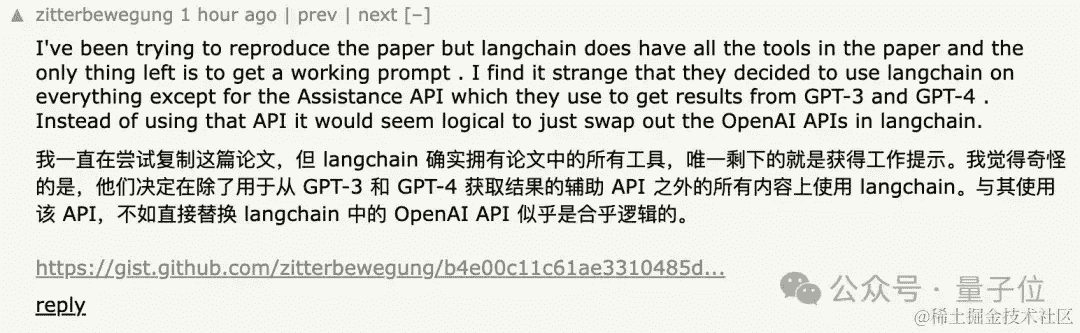 ▲ zitterbewegung 1 hour ago | prev | next [–]
I've been trying to reproduce the paper but langchain does have all the tools in the paper and the
only thing left is to get a working prompt . I find it strange that they decided to use langchain on
everything except for the Assistance API which they use to get results from GPT-3 and GPT-4 .
Instead of using that API it would seem logical to just swap out the OpenAI APIs in langchain.
我一直在尝试复制这篇论文，但 langchain 确实拥有论文中的所有工具，唯一剩下的就是获得工作提示。我觉得奇怪
的是，他们决定在除了用于从 GPT-3 和 GPT-4 获取结果的辅助 API 之外的所有内容上使用 langchain。与其使用
该 API，不如直接替换 langchain 中的 OpenAI API 似乎是合乎逻辑的。
https://gist.github.com/zitterbewegung/b4e00c11c61ae3310485d...
公众号 · 量子位
reply
@稀土掘金技术社区